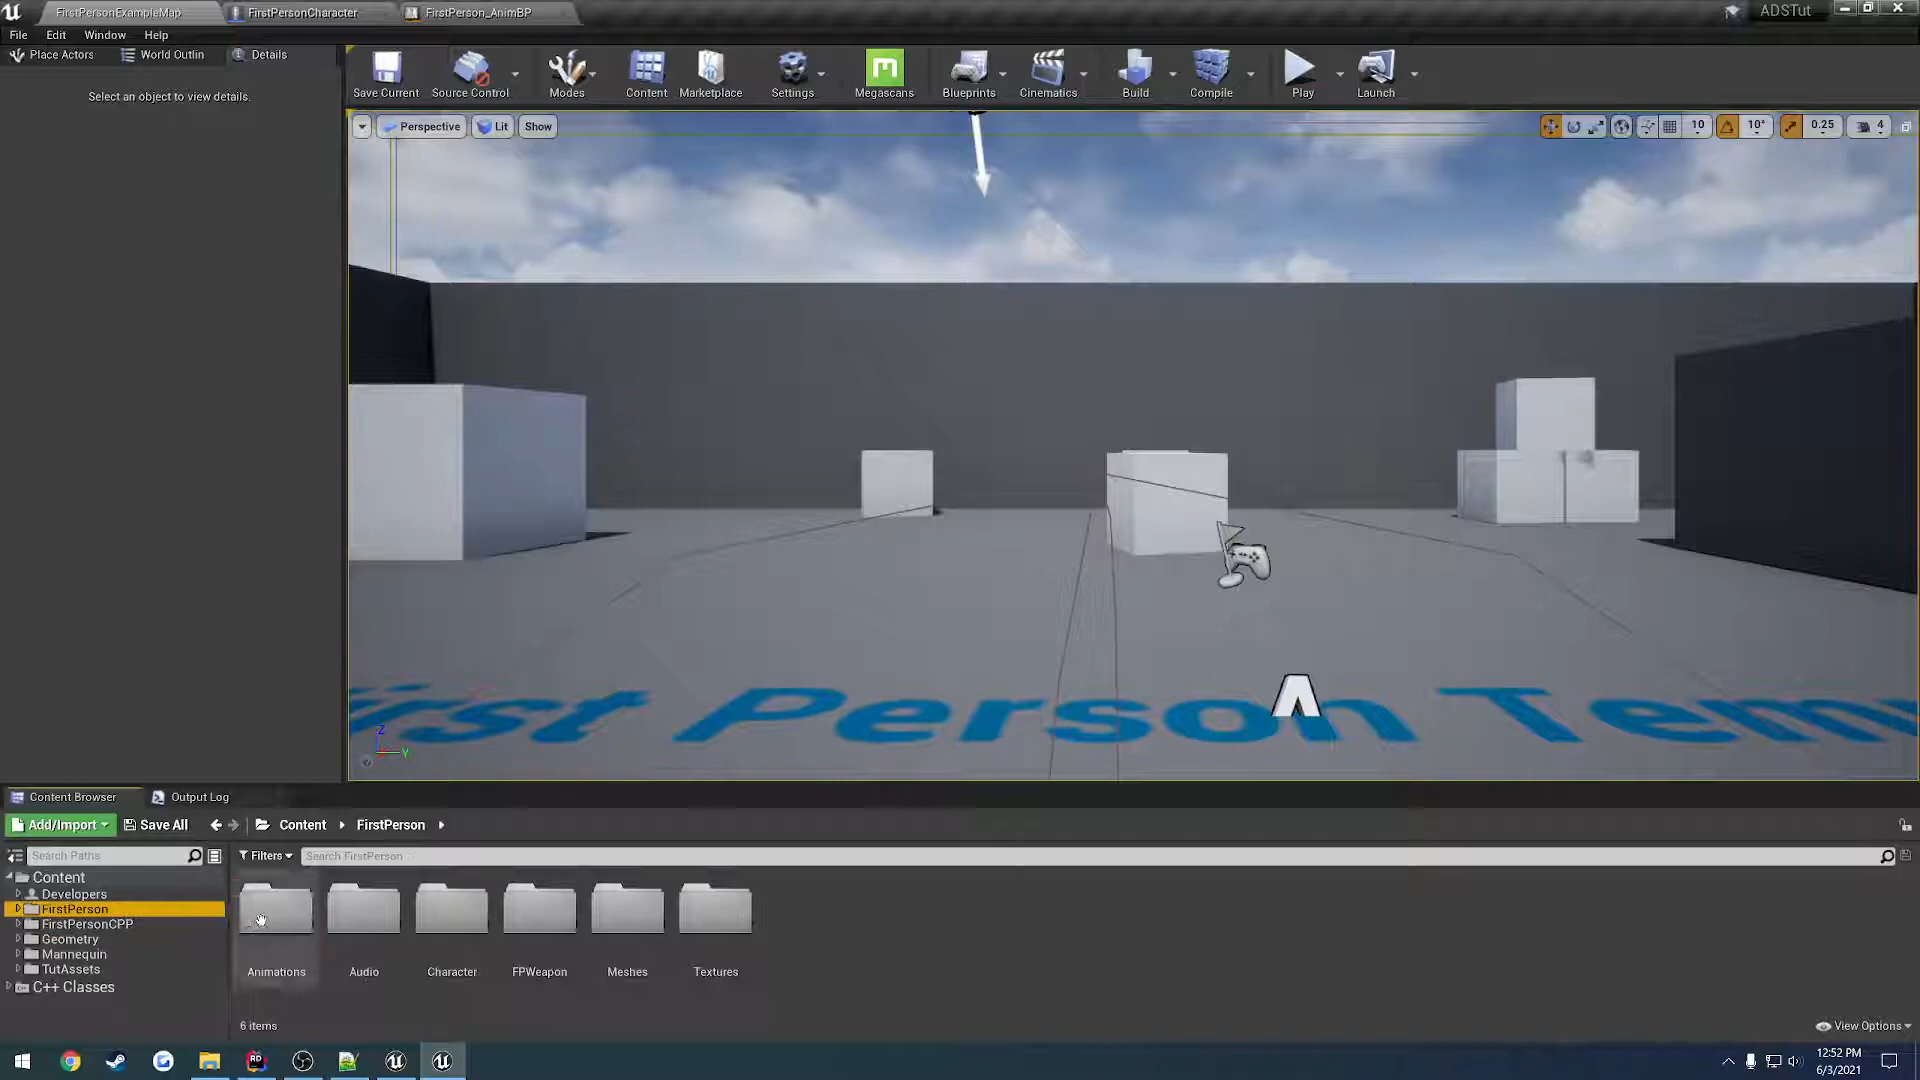 FirstPersonExampleMap
FirstPersonCharacter
FirstPerson_AnimBP
ADSTut
File Edit Window Help
Place Actors World Outlin Details
Select an object to view details.
Save Current Source Control Modes Content Marketplace Settings Megascans Blueprints Cinematics Build Compile Play Launch
Perspective Lit Show 10 10° 0.25 4
First Person Tem
Z
Y
Content Browser Output Log
Add/Import Save All Content FirstPerson
Search Paths Filters Search FirstPerson
Content
Developers
FirstPerson
FirstPersonCPP
Geometry
Mannequin
TutAssets
C++ Classes
Animations Audio Character FPWeapon Meshes Textures
6 items View Options
12:52 PM
6/3/2021